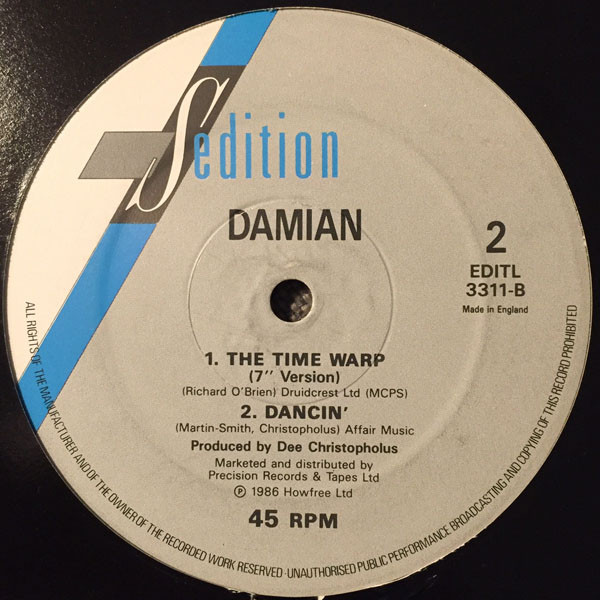 Sedition
DAMIAN
2
EDITL
3311-B
Made in England
1. THE TIME WARP
(7" Version)
(Richard O'Brien) Druidcrest Ltd (MCPS)
2. DANCIN'
(Martin-Smith, Christopholus) Affair Music
Produced by Dee Christopholus
Marketed and distributed by
Precision Records & Tapes Ltd
Ⓟ 1986 Howfree Ltd
45 RPM
ALL RIGHTS OF THE MANUFACTURER AND OF THE OWNER OF THE RECORDED WORK RESERVED·UNAUTHORISED PUBLIC PERFORMANCE BROADCASTING AND COPYING OF THIS RECORD PROHIBITED